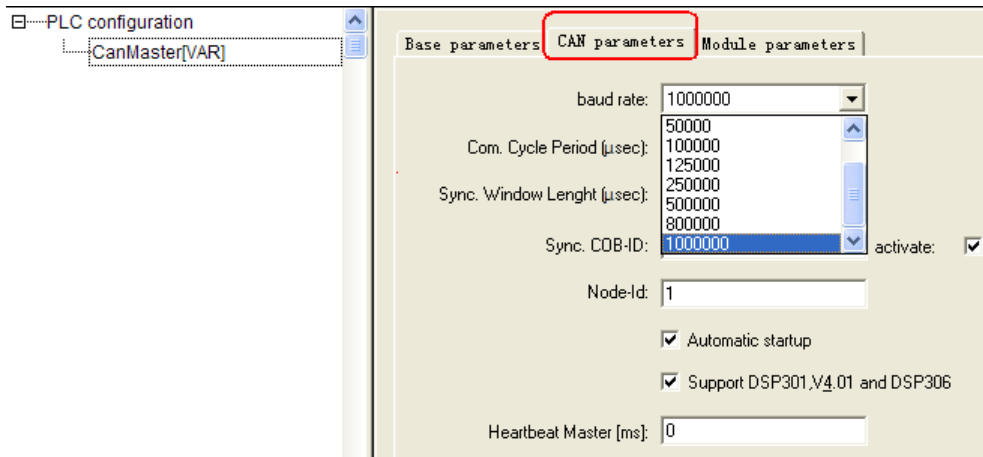 PLC configuration
CanMaster[VAR]
Base parameters CAN parameters Module parameters
baud rate: 1000000
50000
100000
Com. Cycle Period (µsec):
125000
250000
Sync. Window Lenght (µsec):
500000
800000
Sync. COB-ID: 1000000 activate:
Node-Id: 1
Automatic startup
Support DSP301,V4.01 and DSP306
Heartbeat Master [ms]: 0